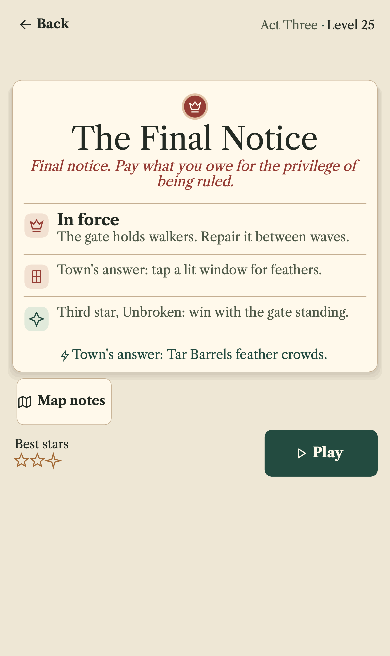 ← Back
Act Three · Level 25
The Final Notice
Final notice. Pay what you owe for the privilege of
being ruled.
In force
The gate holds walkers. Repair it between waves.
Town's answer: tap a lit window for feathers.
Third star, Unbroken: win with the gate standing.
Town's answer: Tar Barrels feather crowds.
Map notes
Best stars
Play